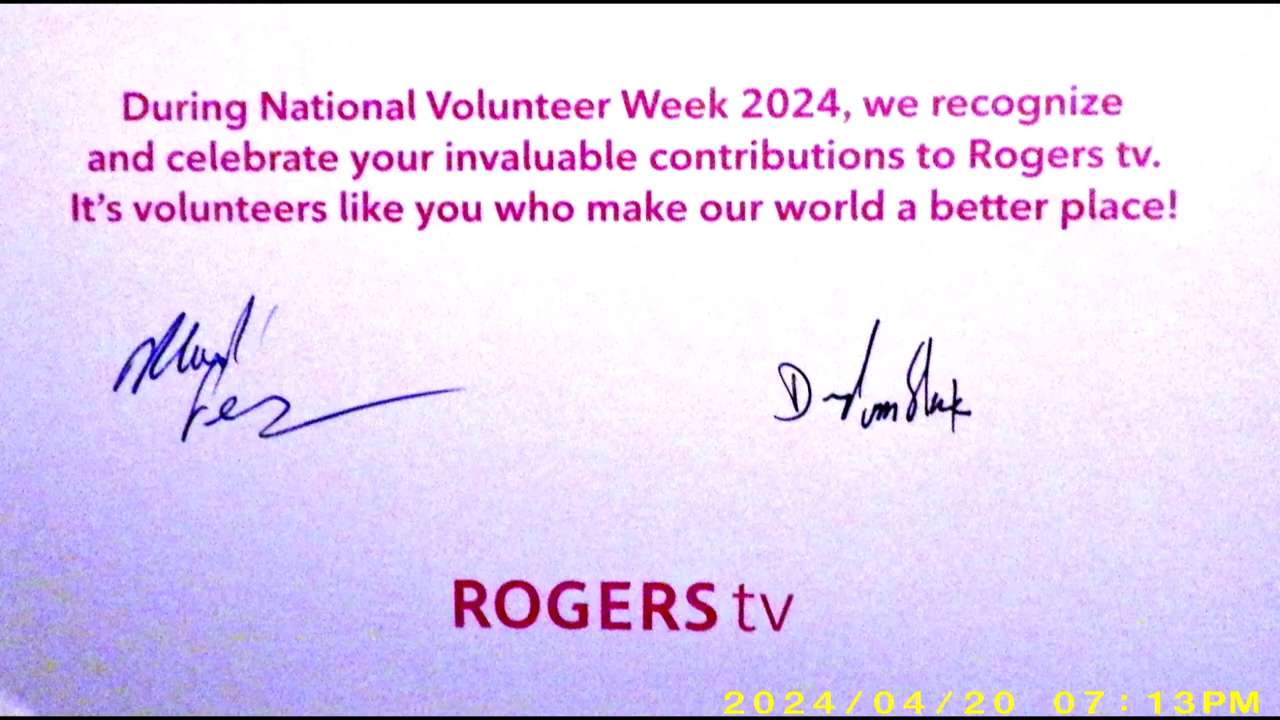 During National Volunteer Week 2024, we recognize
and celebrate your invaluable contributions to Rogers tv.
It's volunteers like you who make our world a better place!
ROGERS tv
2024/04/20 07:13PM